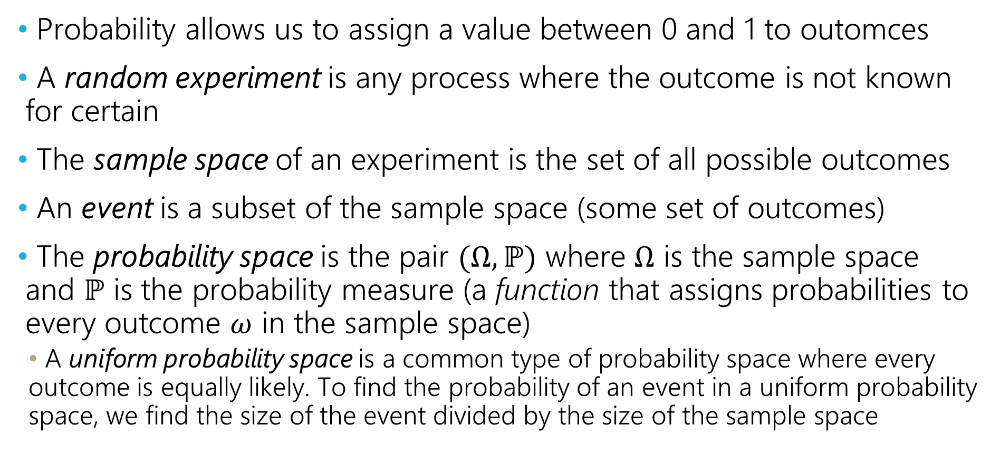 • Probability allows us to assign a value between 0 and 1 to outomces
• A random experiment is any process where the outcome is not known
for certain
• The sample space of an experiment is the set of all possible outcomes
• An event is a subset of the sample space (some set of outcomes)
• The probability space is the pair (Ω, ℙ) where Ω is the sample space
and ℙ is the probability measure (a function that assigns probabilities to
every outcome ω in the sample space)
• A uniform probability space is a common type of probability space where every
outcome is equally likely. To find the probability of an event in a uniform probability
space, we find the size of the event divided by the size of the sample space